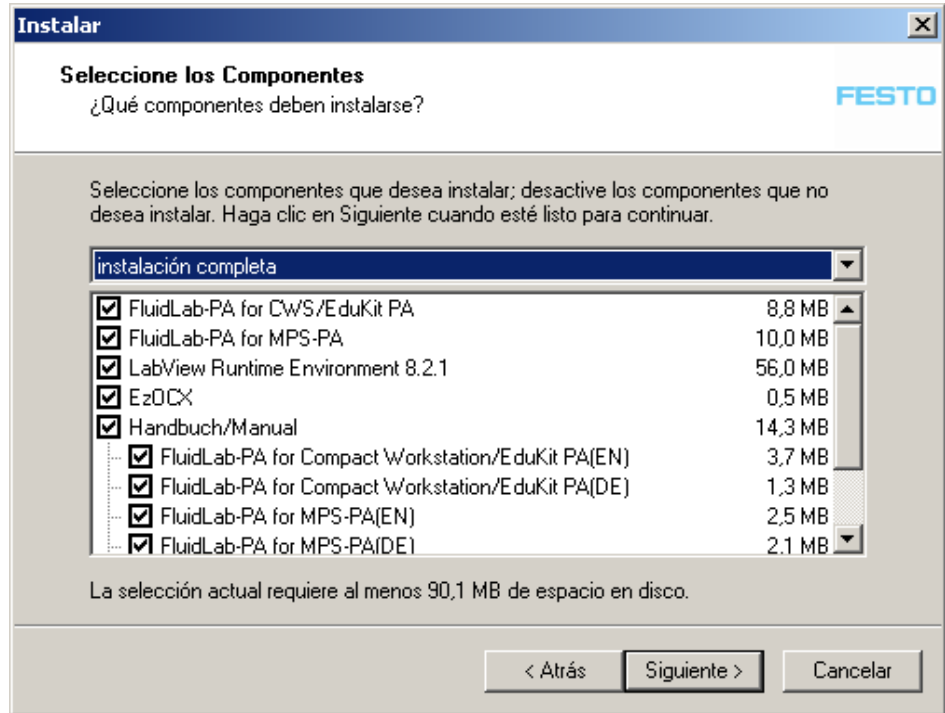 Instalar
Seleccione los Componentes
¿Qué componentes deben instalarse?
FESTO
Seleccione los componentes que desea instalar; desactive los componentes que no
desea instalar. Haga clic en Siguiente cuando esté listo para continuar.
instalación completa
FluidLab-PA for CWS/EduKit PA 8,8 MB
FluidLab-PA for MPS-PA 10,0 MB
LabView Runtime Environment 8.2.1 56,0 MB
EzOCX 0,5 MB
Handbuch/Manual 14,3 MB
FluidLab-PA for Compact Workstation/EduKit PA(EN) 3,7 MB
FluidLab-PA for Compact Workstation/EduKit PA(DE) 1,3 MB
FluidLab-PA for MPS-PA(EN) 2,5 MB
FluidLab-PA for MPS-PA(DE) 2,1 MB
La selección actual requiere al menos 90,1 MB de espacio en disco.
< Atrás Siguiente > Cancelar